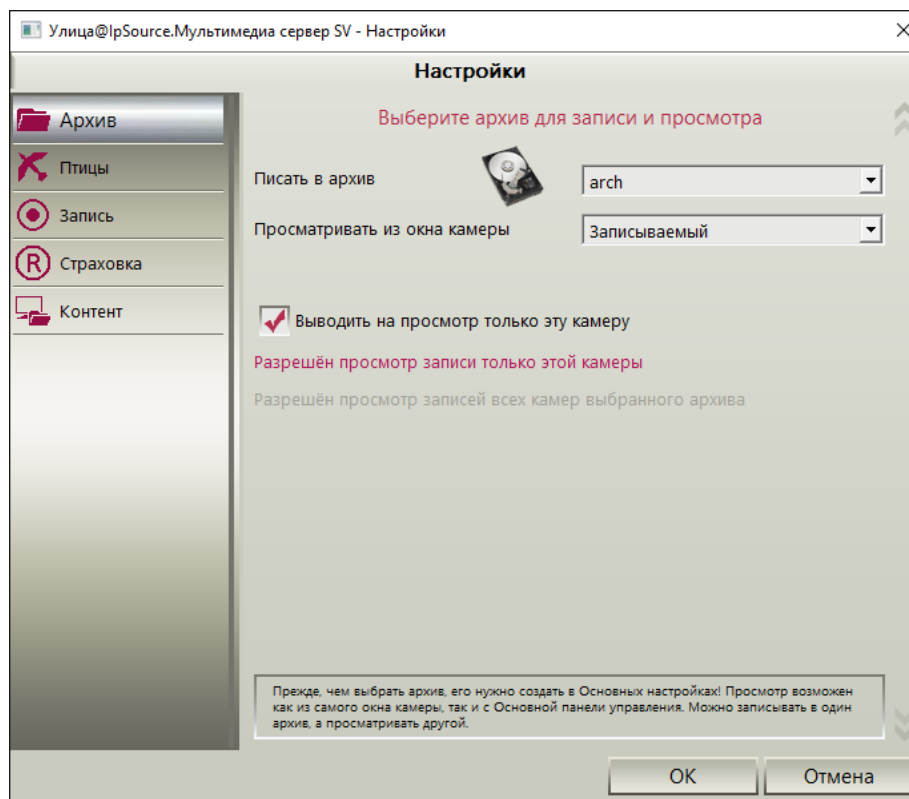 Улица@IpSource.Мультимедиа сервер SV - Настройки
Настройки
Архив
Птицы
Запись
Страховка
Контент
Выберите архив для записи и просмотра
Писать в архив
arch
Просматривать из окна камеры
Записываемый
Выводить на просмотр только эту камеру
Разрешён просмотр записи только этой камеры
Разрешён просмотр записей всех камер выбранного архива
Прежде, чем выбрать архив, его нужно создать в Основных настройках! Просмотр возможен
как из самого окна камеры, так и с Основной панели управления. Можно записывать в один
архив, а просматривать другой.
ОК
Отмена